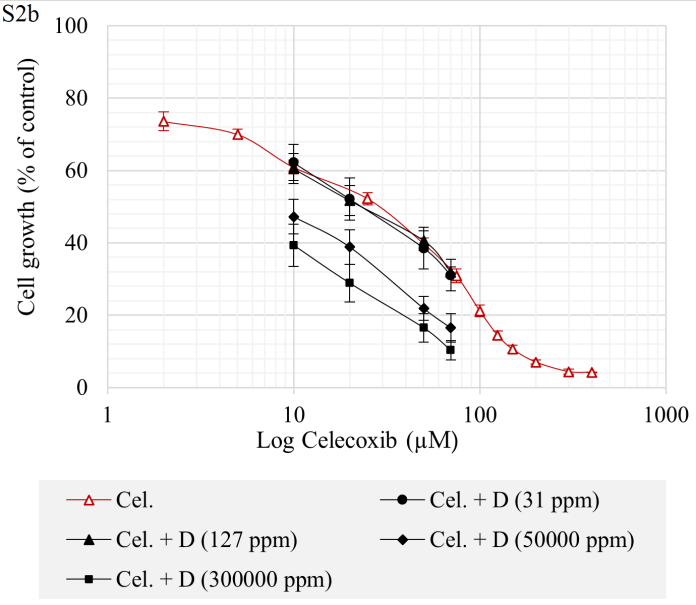 S2b
Cell growth (% of control)
100
80
60
40
20
0
1 10 100 1000
Log Celecoxib (µM)
Cel. Cel. + D (31 ppm)
Cel. + D (127 ppm) Cel. + D (50000 ppm)
Cel. + D (300000 ppm)